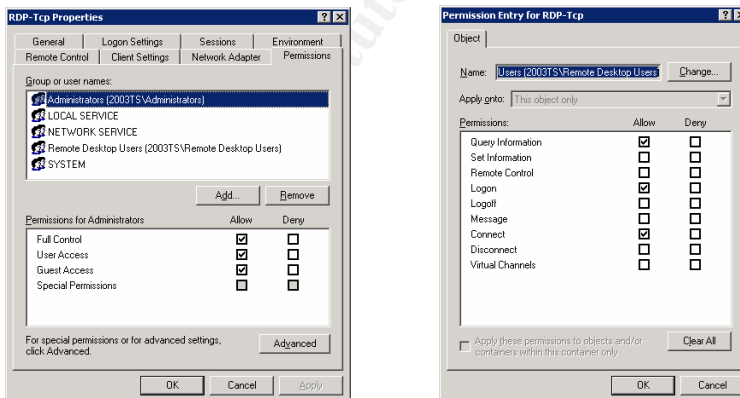 RDP-Tcp Properties
General Logon Settings Sessions Environment
Remote Control Client Settings Network Adapter Permissions
Group or user names:
Administrators (2003TS\Administrators)
LOCAL SERVICE
NETWORK SERVICE
Remote Desktop Users (2003TS\Remote Desktop Users)
SYSTEM
Add... Remove
Permissions for Administrators Allow Deny
Full Control
User Access
Guest Access
Special Permissions
For special permissions or for advanced settings,
click Advanced.
Advanced
OK Cancel Apply
Permission Entry for RDP-Tcp
Object
Name: Users (2003TS\Remote Desktop Users Change...
Apply onto: This object only
Permissions: Allow Deny
Query Information
Set Information
Remote Control
Logon
Logoff
Message
Connect
Disconnect
Virtual Channels
Apply these permissions to objects and/or
containers within this container only
Clear All
OK Cancel